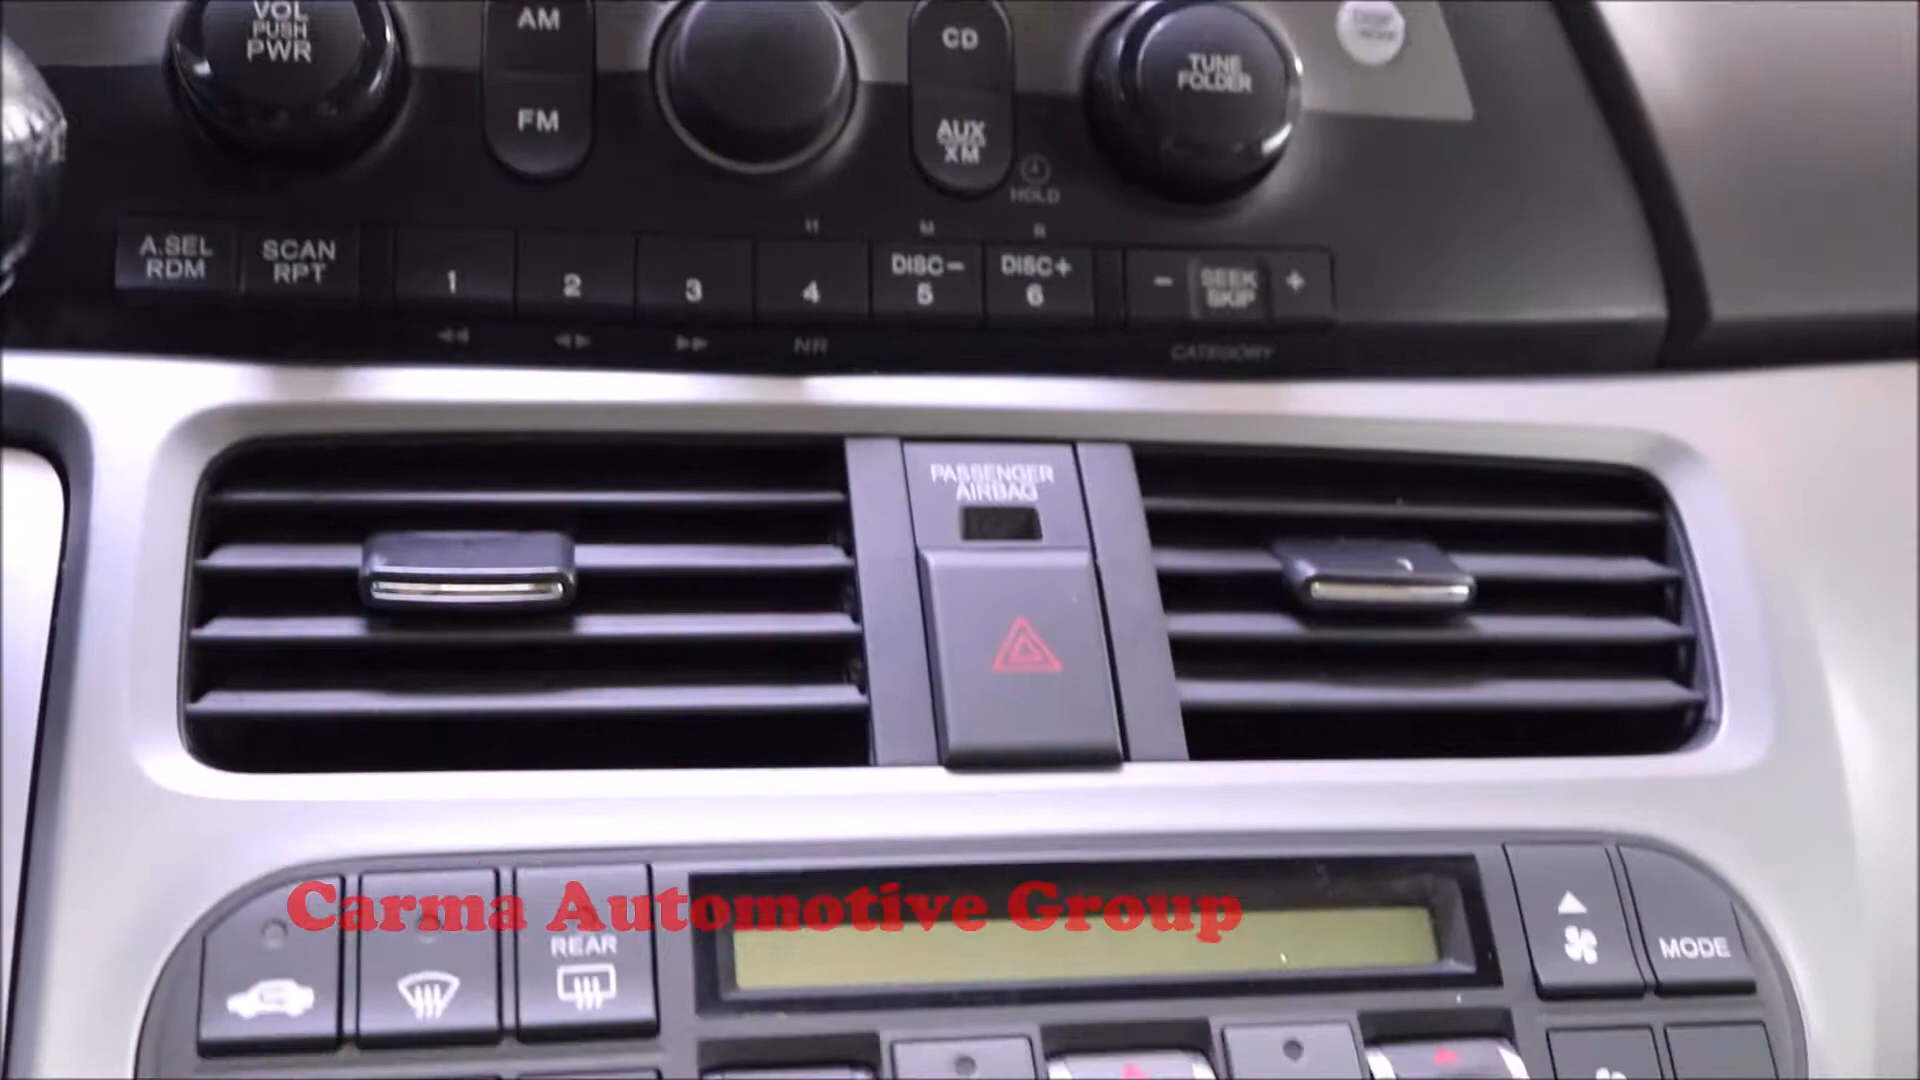 VOL
PUSH
PWR
AM
FM
CD
AUX
XM
TUNE
FOLDER
HOLD
A.SEL
RDM
SCAN
RPT
1
2
3
H
4
M
DISC−
5
R
DISC+
6
− SEEK +
SKIP
NR
CATEGORY
PASSENGER
AIRBAG
Carma Automotive Group
REAR
MODE